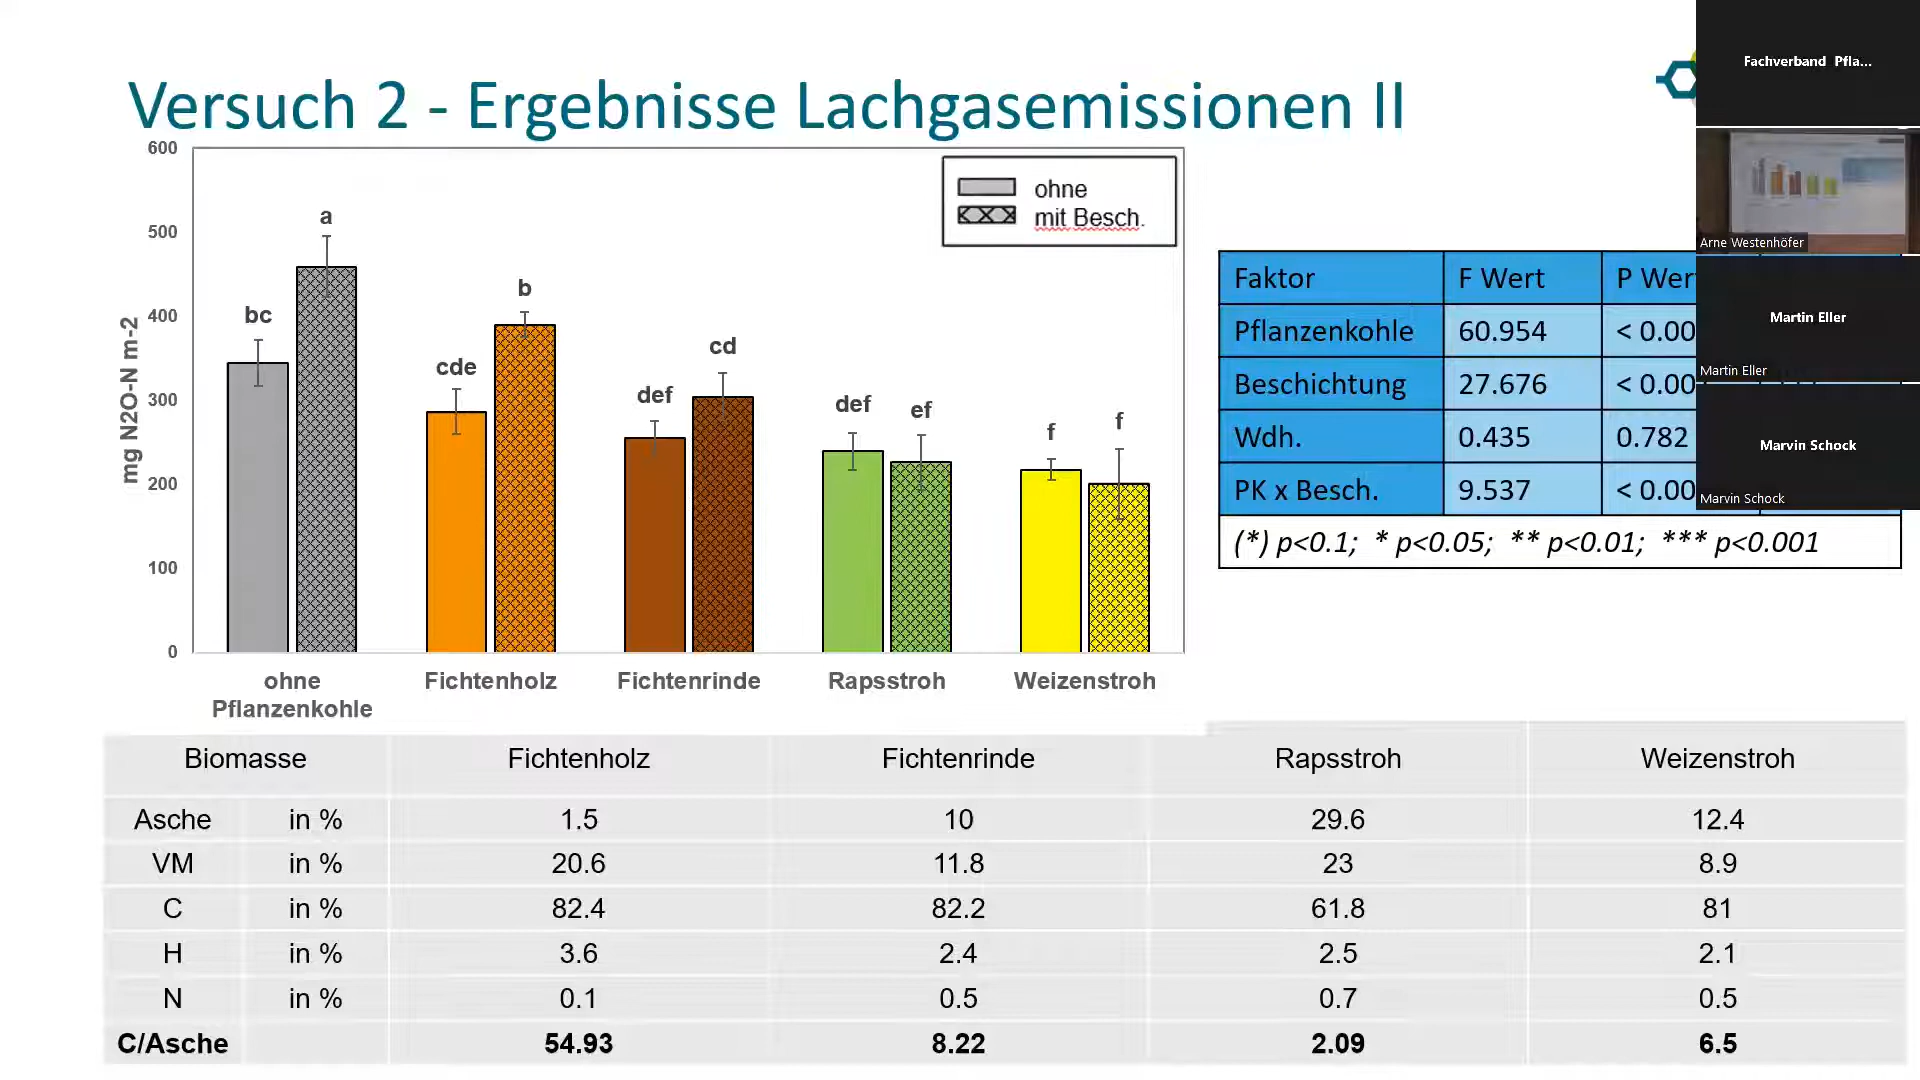 Versuch 2 - Ergebnisse Lachgasemissionen II
mg N2O-N m-2
600
500
400
300
200
100
0
ohne
mit Besch.
a
bc
b
cde
cd
def
def
ef
f
f
ohne Pflanzenkohle
Fichtenholz
Fichtenrinde
Rapsstroh
Weizenstroh
Faktor F Wert P Wer
Pflanzenkohle 60.954 < 0.00
Beschichtung 27.676 < 0.00
Wdh. 0.435 0.782
PK x Besch. 9.537 < 0.00
(*) p<0.1; * p<0.05; ** p<0.01; *** p<0.001
Fachverband Pfla...
Arne Westenhöfer
Martin Eller
Martin Eller
Marvin Schock
Marvin Schock
Biomasse Fichtenholz Fichtenrinde Rapsstroh Weizenstroh
Asche in % 1.5 10 29.6 12.4
VM in % 20.6 11.8 23 8.9
C in % 82.4 82.2 61.8 81
H in % 3.6 2.4 2.5 2.1
N in % 0.1 0.5 0.7 0.5
C/Asche 54.93 8.22 2.09 6.5